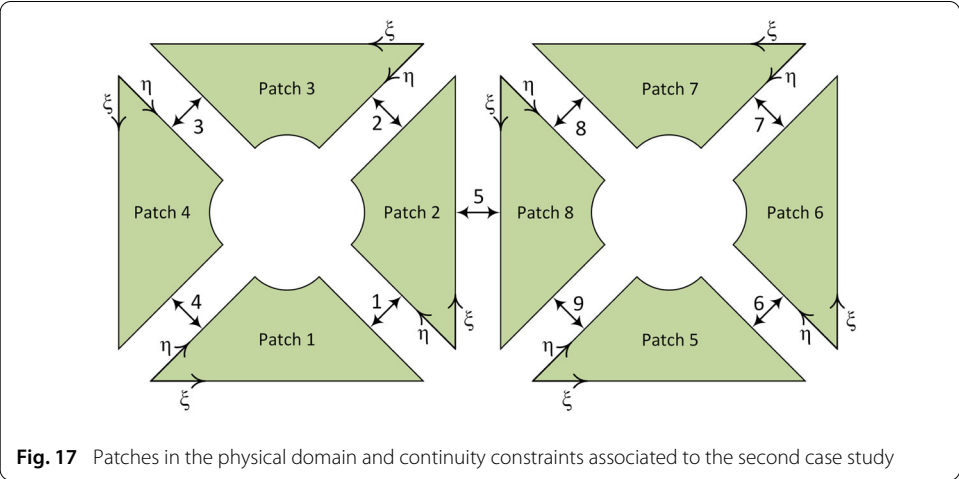 ξ ξ
Patch 3 η Patch 7 η
ξ η ξ η
3 2 8 7
Patch 4 Patch 2 5 Patch 8 Patch 6
4 1 9 6
η Patch 1 η ξ η Patch 5 η ξ
ξ ξ
Fig. 17 Patches in the physical domain and continuity constraints associated to the second case study